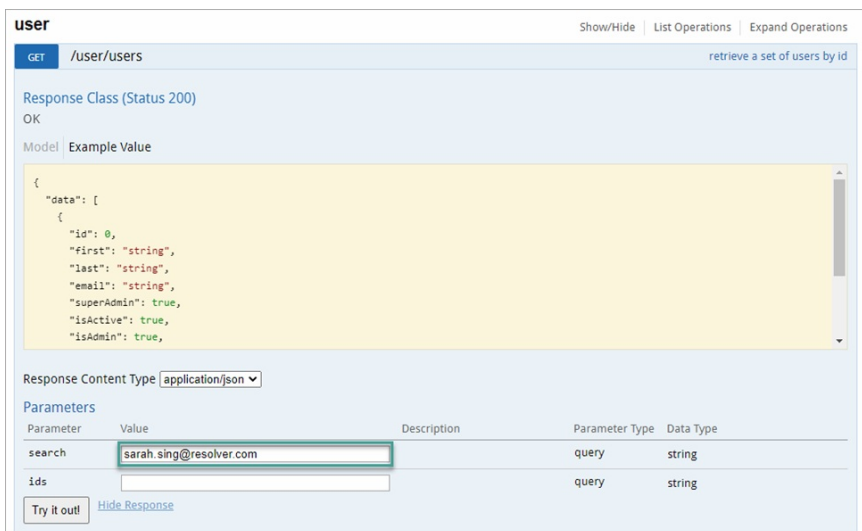 user Show/Hide List Operations Expand Operations
GET /user/users retrieve a set of users by id
Response Class (Status 200)
OK
Model Example Value
{
"data": [
{
"id": 0,
"first": "string",
"last": "string",
"email": "string",
"superAdmin": true,
"isActive": true,
"isAdmin": true,
Response Content Type application/json
Parameters
Parameter Value Description Parameter Type Data Type
search sarah.sing@resolver.com query string
ids query string
Try it out! Hide Response